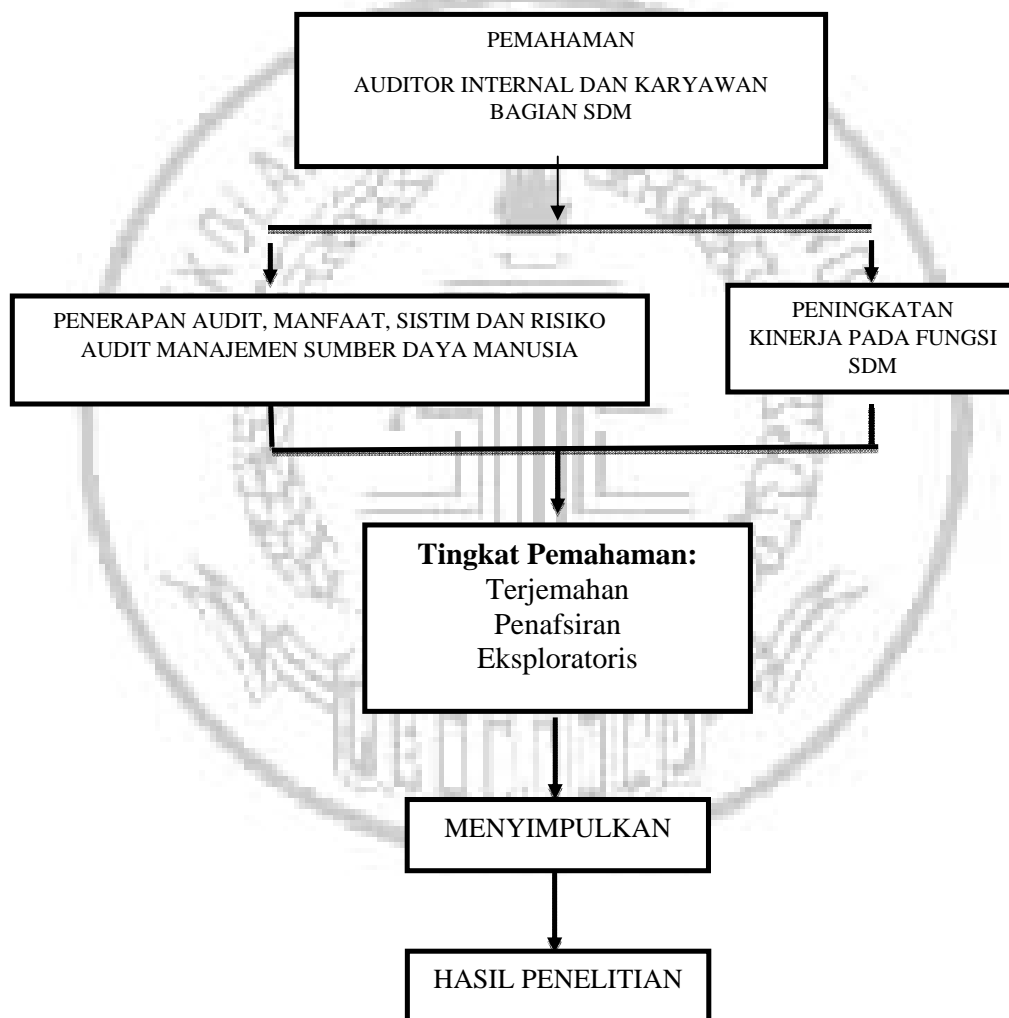 PEMAHAMAN
AUDITOR INTERNAL DAN KARYAWAN
BAGIAN SDM
PENERAPAN AUDIT, MANFAAT, SISTIM DAN RISIKO
AUDIT MANAJEMEN SUMBER DAYA MANUSIA
PENINGKATAN
KINERJA PADA FUNGSI
SDM
Tingkat Pemahaman:
Terjemahan
Penafsiran
Eksploratoris
MENYIMPULKAN
HASIL PENELITIAN